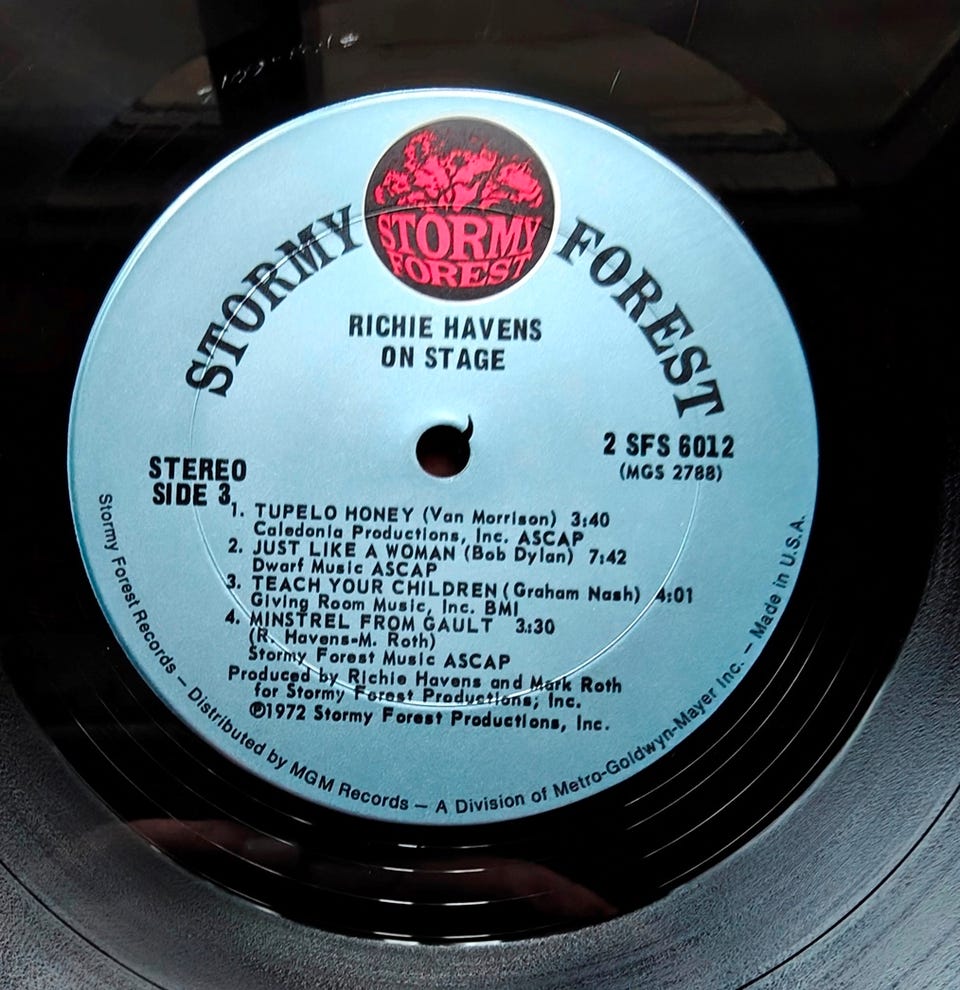 STORMY FOREST
STORMY
FOREST
RICHIE HAVENS
ON STAGE
2 SFS 6012
(MGS 2788)
STEREO
SIDE 3
1. TUPELO HONEY (Van Morrison) 3:40
Caledonia Productions, Inc. ASCAP
2. JUST LIKE A WOMAN (Bob Dylan) 7:42
Dwarf Music ASCAP
3. TEACH YOUR CHILDREN (Graham Nash) 4:01
Giving Room Music, Inc. BMI
4. MINSTREL FROM GAULT 3:30
(R. Havens-M. Roth)
Stormy Forest Music ASCAP
Produced by Richie Havens and Mark Roth
for Stormy Forest Productions, Inc.
℗1972 Stormy Forest Productions, Inc.
Stormy Forest Records – Distributed by MGM Records – A Division of Metro-Goldwyn-Mayer Inc. – Made in U.S.A.